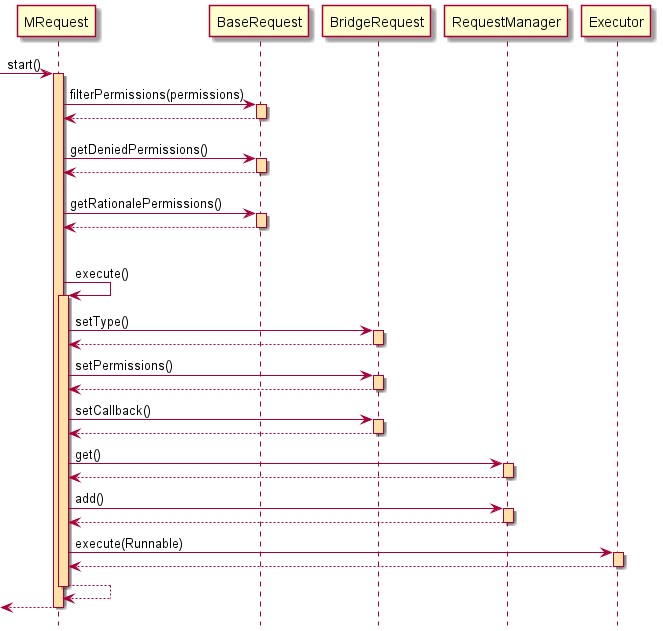 MRequest
BaseRequest
BridgeRequest
RequestManager
Executor
start()
filterPermissions(permissions)
getDeniedPermissions()
getRationalePermissions()
execute()
setType()
setPermissions()
setCallback()
get()
add()
execute(Runnable)